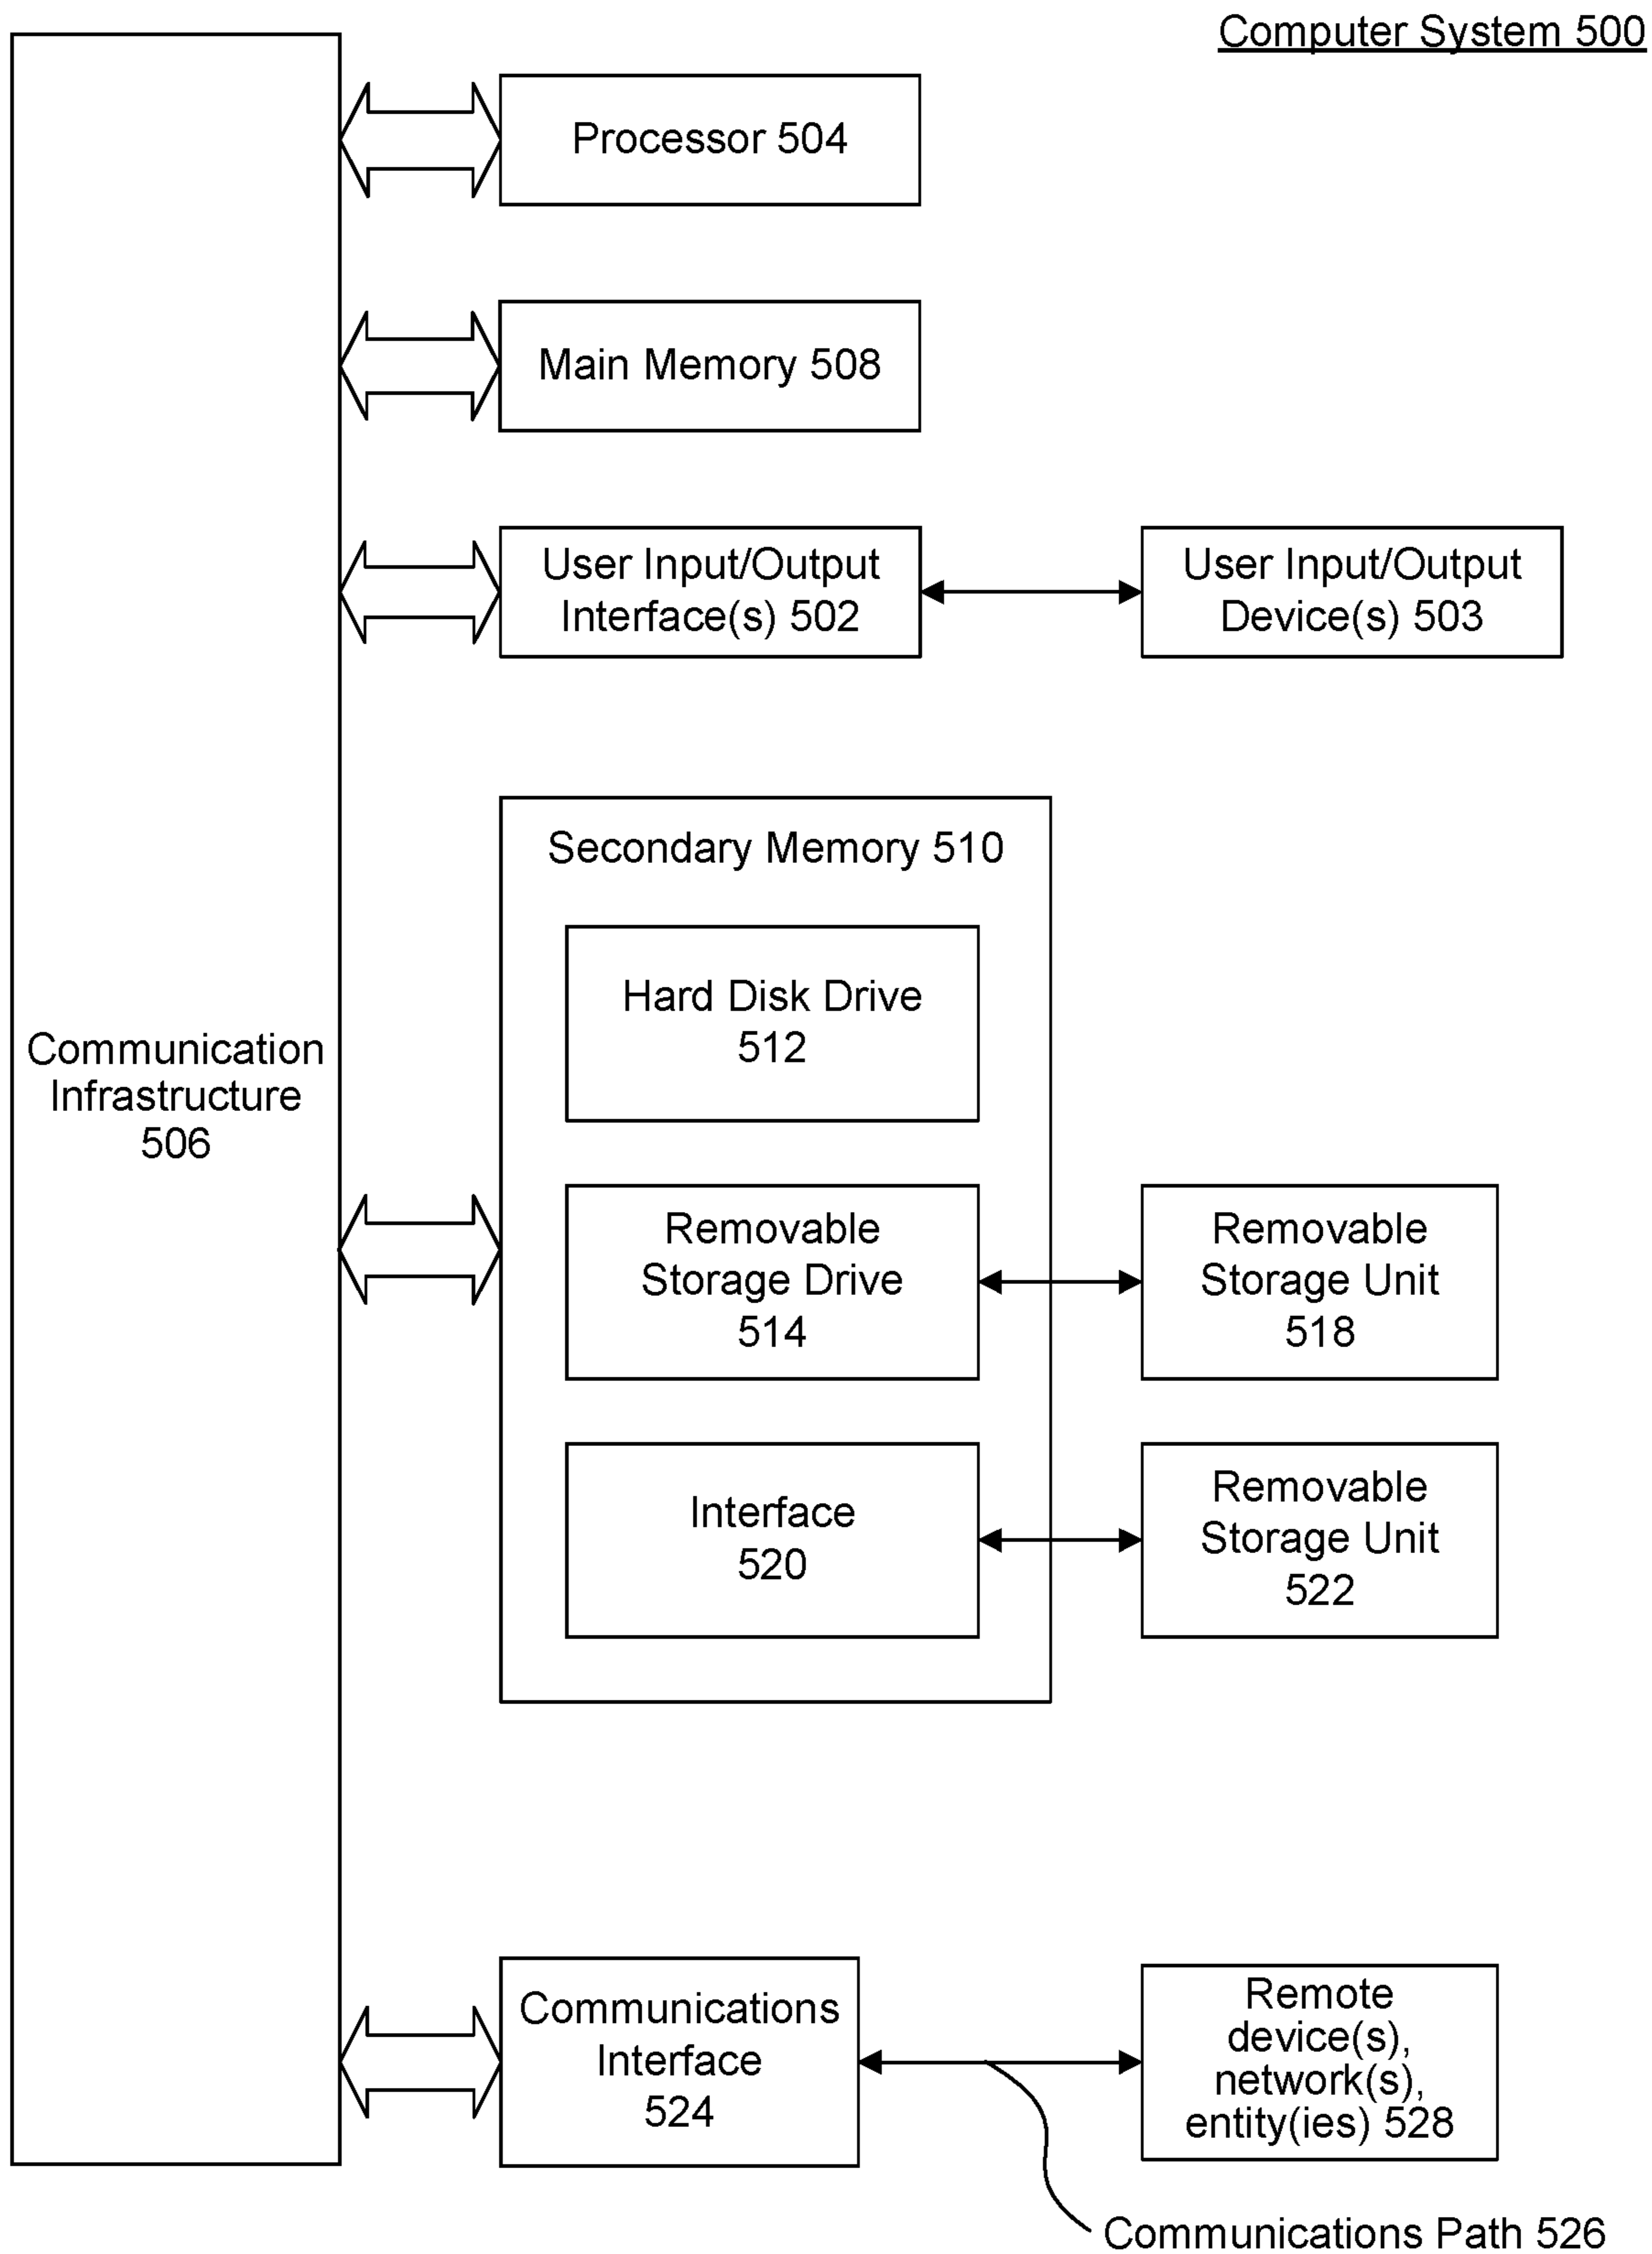 Computer System 500
Processor 504
Main Memory 508
User Input/Output
Interface(s) 502
User Input/Output
Device(s) 503
Secondary Memory 510
Hard Disk Drive
512
Communication
Infrastructure
506
Removable
Storage Drive
514
Removable
Storage Unit
518
Interface
520
Removable
Storage Unit
522
Communications
Interface
524
Remote
device(s),
network(s),
entity(ies) 528
Communications Path 526